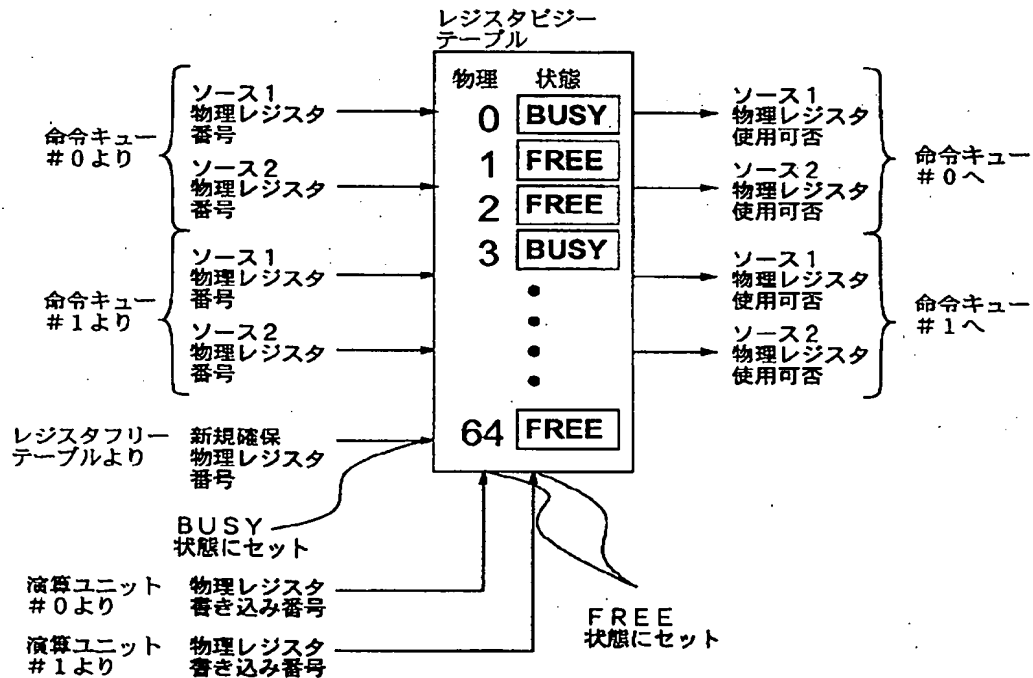 レジスタビジー
テーブル
物理 状態
0 BUSY
1 FREE
2 FREE
3 BUSY
64 FREE
命令キュー
#0より
ソース1
物理レジスタ
番号
ソース2
物理レジスタ
番号
命令キュー
#1より
ソース1
物理レジスタ
番号
ソース2
物理レジスタ
番号
レジスタフリー
テーブルより
新規確保
物理レジスタ
番号
BUSY
状態にセット
演算ユニット
#0より
物理レジスタ
書き込み番号
演算ユニット
#1より
物理レジスタ
書き込み番号
FREE
状態にセット
ソース1
物理レジスタ
使用可否
ソース2
物理レジスタ
使用可否
命令キュー
#0へ
ソース1
物理レジスタ
使用可否
ソース2
物理レジスタ
使用可否
命令キュー
#1へ